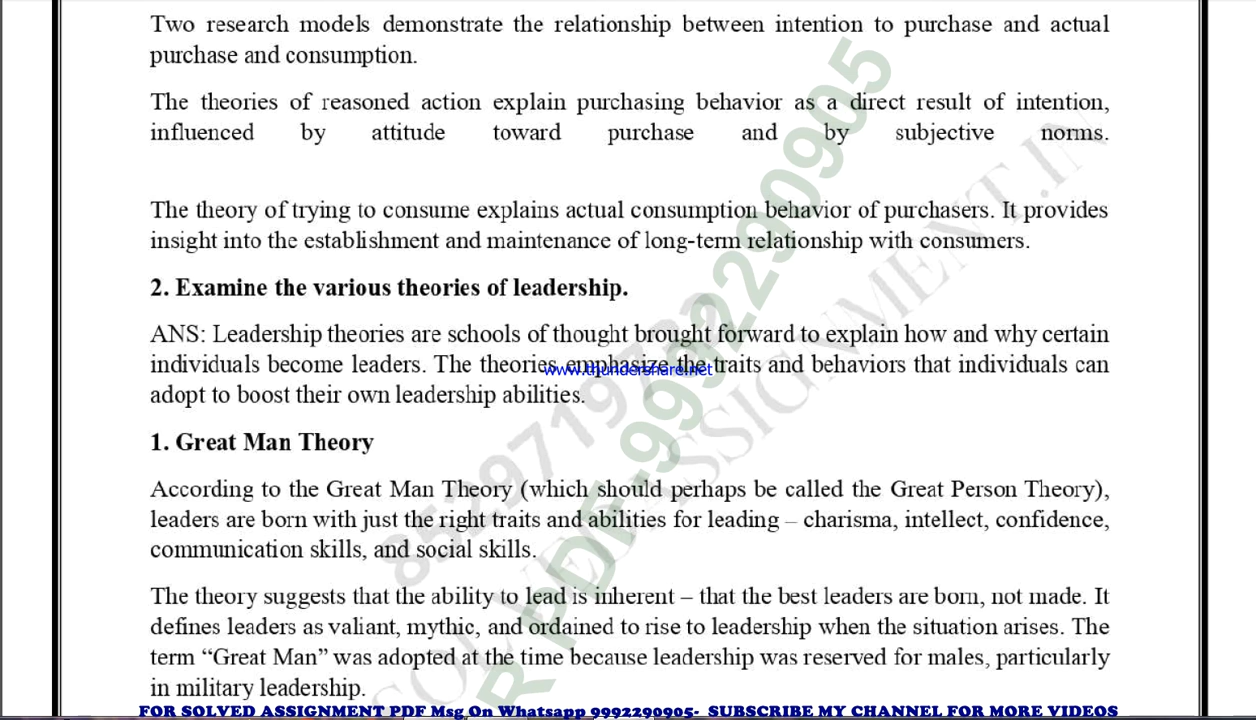 Two research models demonstrate the relationship between intention to purchase and actual
purchase and consumption.
The theories of reasoned action explain purchasing behavior as a direct result of intention,
influenced by attitude toward purchase and by subjective norms.
The theory of trying to consume explains actual consumption behavior of purchasers. It provides
insight into the establishment and maintenance of long-term relationship with consumers.
2. Examine the various theories of leadership.
ANS: Leadership theories are schools of thought brought forward to explain how and why certain
individuals become leaders. The theories emphasize the traits and behaviors that individuals can
www.thundershare.net
adopt to boost their own leadership abilities.
1. Great Man Theory
According to the Great Man Theory (which should perhaps be called the Great Person Theory),
leaders are born with just the right traits and abilities for leading – charisma, intellect, confidence,
communication skills, and social skills.
The theory suggests that the ability to lead is inherent – that the best leaders are born, not made. It
defines leaders as valiant, mythic, and ordained to rise to leadership when the situation arises. The
term “Great Man” was adopted at the time because leadership was reserved for males, particularly
in military leadership.
FOR SOLVED ASSIGNMENT PDF Msg On Whatsapp 9992290905- SUBSCRIBE MY CHANNEL FOR MORE VIDEOS
R PDF-9992290905